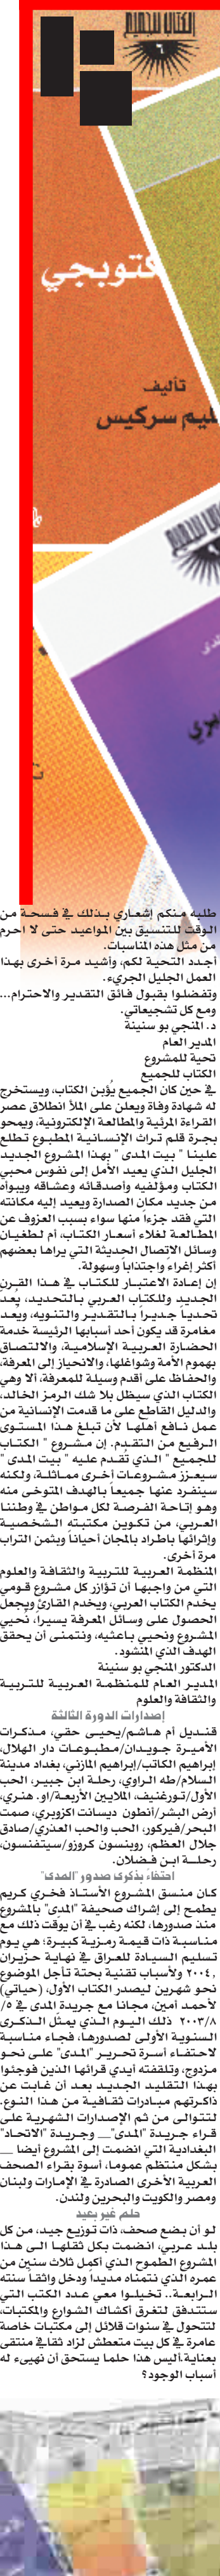 الكتاب للجميع
٦
كتوبجي
تأليف
ليم سركيس
طلبه منكم إشعاري بذلك في فسحة من
الوقت للتنسيق بين المواعيد حتى لا احرم
من مثل هذه المناسبات.
أجدد التحية لكم، وأشيد مرة أخرى بهذا
العمل الجليل الجريء.
وتفضلوا بقبول فائق التقدير والاحترام...
ومع كل تشجيعاتي.
د. المنجي بو سنينة
المدير العام
تحية للمشروع
الكتاب للجميع
في حين كان الجميع يُؤبن الكتاب، ويستخرج
له شهادة وفاة ويعلن على الملأ انطلاق عصر
القراءة المرئية والمطالعة الإلكترونية، ويمحو
بجرة قلم تراث الإنسانية المطبوع تطلع
علينا " بيت المدى " بهذا المشروع الجديد
الجليل الذي يعيد الأمل إلى نفوس محبي
الكتاب ومؤلفيه وأصدقائه وعشاقه ويبوأه
من جديد مكان الصدارة ويعيد إليه مكانته
التي فقد جزءاً منها سواء بسبب العزوف عن
المطالعة لغلاء أسعار الكتاب، أم لطغيان
وسائل الإتصال الحديثة التي يراها بعضهم
أكثر إغراء واجتذاباً وسهولة.
إن إعادة الاعتبار للكتاب في هذا القرن
الجديد وللكتاب العربي بالتحديد، يُعد
تحدياً جديراً بالتقدير والتنويه، ويُعد
مغامرة قد يكون أحد أسبابها الرئيسة خدمة
الحضارة العربية الإسلامية، والالتصاق
بهموم الأمة وشواغلها، والانحياز إلى المعرفة،
والحفاظ على أقدم وسيلة للمعرفة، ألا وهي
الكتاب الذي سيظل بلا شك الرمز الخالد،
والدليل القاطع على ما قدمت الإنسانية من
عمل نافع أهلها لأن تبلغ هذا المستوى
الرفيع من التقدم. إن مشروع " الكتاب
للجميع " الذي تقدم عليه " بيت المدى "
سيعزز مشروعات أخرى مماثلة، ولكنه
سينفرد عنها جميعاً بالهدف المتوخى منه
وهو إتاحة الفرصة لكل مواطن في وطننا
العربي، من تكوين مكتبته الشخصية
وإثرائها باطراد بالمجان أحياناً وبثمن التراب
مرة أخرى.
المنظمة العربية للتربية والثقافة والعلوم
التي من واجبها أن تؤازر كل مشروع قومي
يخدم الكتاب العربي، ويخدم القارئ ويجعل
الحصول على وسائل المعرفة يسيراً، تحيي
المشروع وتحيي باعثيه، وتتمنى أن يحقق
الهدف الذي المنشود.
الدكتور المنجي بو سنينة
المدير العام للمنظمة العربية للتربية
والثقافة والعلوم
إصدارات الدورة الثالثة
قنديل أم هاشم/يحيى حقي، مذكرات
الأميرة جويدان/مطبوعات دار الهلال،
إبراهيم الكاتب/إبراهيم المازني، بغداد مدينة
السلام/طه الراوي، رحلة ابن جبير، الحب
الأول/تورغنيف، الملايين الأربعة/او. هنري،
أرض البشر/أنطون ديسانت اكزوبري، صمت
البحر/فيركور، الحب والحب العذري/صادق
جلال العظم، روبنسون كروزو/سيتفنسون،
رحلة ابن فضلان.
احتفاءً بذكرى صدور "المدى"
كان منسق المشروع الأستاذ فخري كريم
يطمح إلى إشراك صحيفة "المدى" بالمشروع
منذ صدورها، لكنه رغب في أن يوقت ذلك مع
مناسبة ذات قيمة رمزية كبيرة؛ هي يوم
تسليم السيادة للعراق في نهاية حزيران
٢٠٠٤، ولأسباب تقنية بحتة تأجل الموضوع
نحو شهرين ليصدر الكتاب الأول، (حياتي)
لأحمد أمين، مجانا مع جريدة المدى في ٥/
٢٠٠٣/٨ ذلك اليوم الذي يمثل الذكرى
السنوية الأولى لصدورها، فجاء مناسبة
لاحتفاء أسرة تحرير "المدى" على نحو
مزدوج، وتلقفته أيدي قرائها الذين فوجئوا
بهذا التقليد الجديد بعد أن غابت عن
ذاكرتهم مبادرات ثقافية من هذا النوع.
لتتوالى من ثم الإصدارات الشهرية على
قراء جريدة "المدى"__ وجريدة "الاتحاد"
البغدادية التي انضمت إلى المشروع أيضا __
بشكل منتظم عموما، أسوة بقراء الصحف
العربية الأخرى الصادرة في الإمارات ولبنان
ومصر والكويت والبحرين ولندن.
حلم غير بعيد
لو أن بضع صحف، ذات توزيع جيد، من كل
بلد عربي، انضمت بكل ثقلها الى هذا
المشروع الطموح الذي أكمل ثلاث سنين من
عمره الذي نتمناه مديدا ودخل واثقا سنته
الرابعة.. تخيلوا معي عدد الكتب التي
ستتدفق لتغرق أكشاك الشوارع والمكتبات،
لتتحول في سنوات قلائل إلى مكتبات خاصة
عامرة في كل بيت متعطش لزاد ثقافي منتقى
بعناية.أليس هذا حلما يستحق أن نهيىء له
أسباب الوجود؟